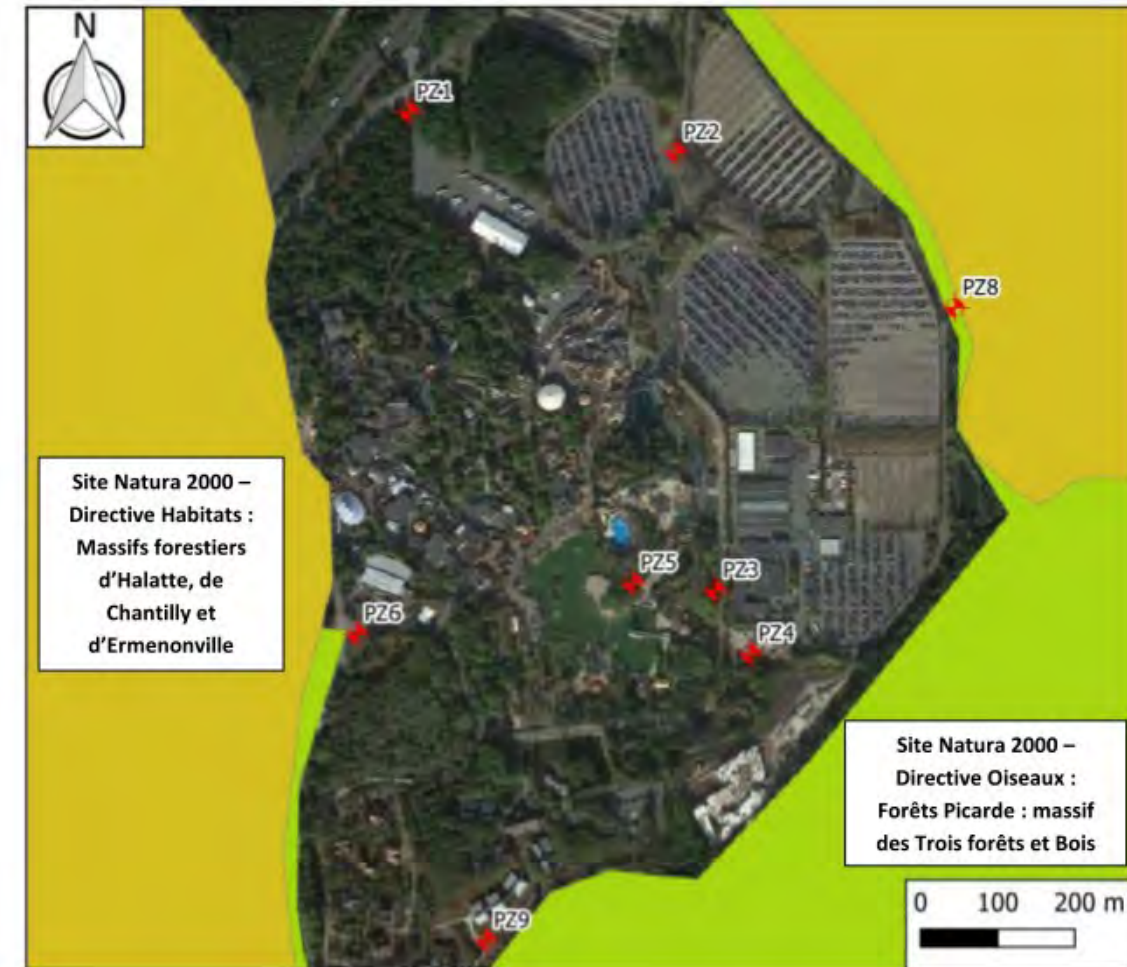 N
PZ1
PZ2
PZ8
Site Natura 2000 –
Directive Habitats :
Massifs forestiers
d'Halatte, de
Chantilly et
d'Ermenonville
PZ5
PZ3
PZ6
PZ4
Site Natura 2000 –
Directive Oiseaux :
Forêts Picarde : massif
des Trois forêts et Bois
PZ9
0 100 200 m